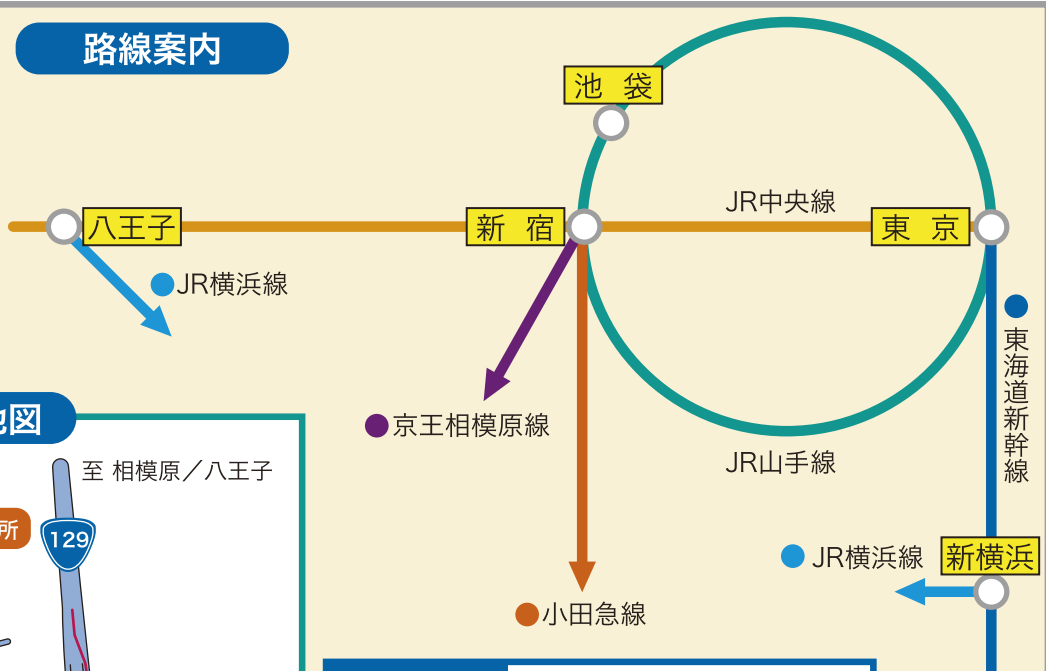 路線案内
池袋
JR中央線
八王子
新宿
東京
JR横浜線
東海道新幹線
京王相模原線
JR山手線
図
至 相模原／八王子
所
129
JR横浜線
新横浜
小田急線